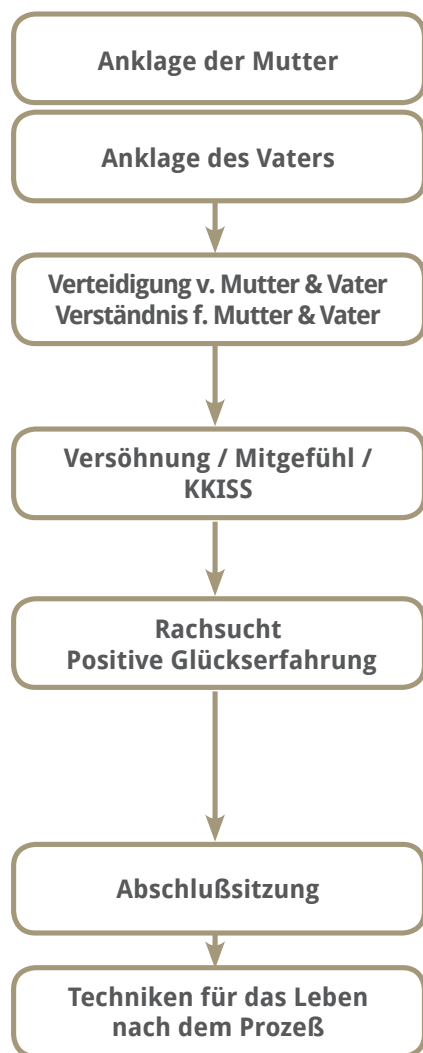 Anklage der Mutter
Anklage des Vaters
Verteidigung v. Mutter & Vater
Verständnis f. Mutter & Vater
Versöhnung / Mitgefühl /
KKISS
Rachsucht
Positive Glückserfahrung
Abschlußsitzung
Techniken für das Leben
nach dem Prozeß